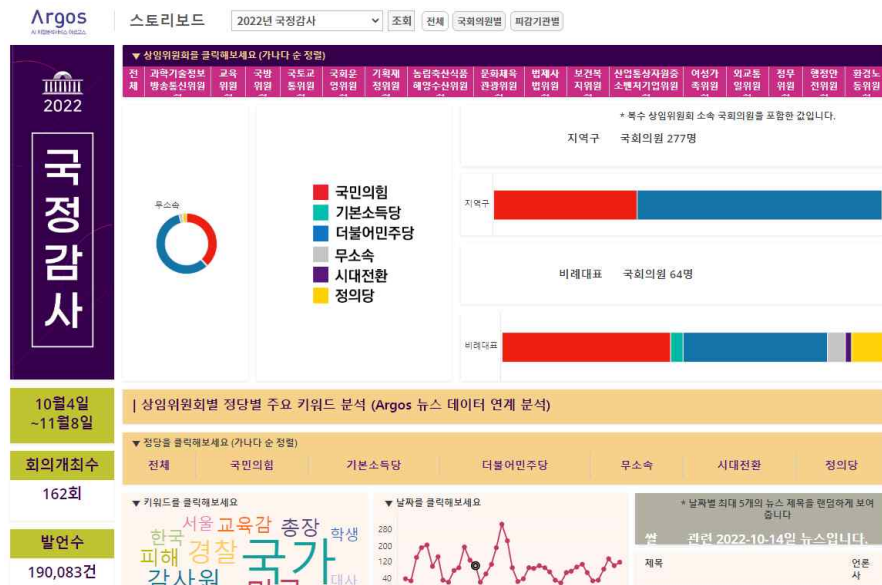 Argos
AI 의정분석서비스 아르고스
스토리보드
2022년 국정감사
조회
전체
국회의원별
피감기관별
2022
국정감사
10월4일
~11월8일
회의개최수
162회
발언수
190,083건
▼ 상임위원회를 클릭해보세요 (가나다 순 정렬)
전체
과학기술정보방송통신위원
교육위원
국방위원
국토교통위원
국회운영위원
기획재정위원
농림축산식품해양수산위원
문화체육관광위원
법제사법위원
보건복지위원
산업통상자원중소벤처기업위원
여성가족위원
외교통일위원
정무위원
행정안전위원
환경노동위원
무소속
국민의힘
기본소득당
더불어민주당
무소속
시대전환
정의당
* 복수 상임위원회 소속 국회의원을 포함한 값입니다.
지역구 국회의원 277명
지역구
비례대표 국회의원 64명
비례대표
| 상임위원회별 정당별 주요 키워드 분석 (Argos 뉴스 데이터 연계 분석)
▼ 정당을 클릭해보세요 (가나다 순 정렬)
전체 국민의힘 기본소득당 더불어민주당 무소속 시대전환 정의당
▼ 키워드를 클릭해보세요
서울
교육감
총장
학생
한국
피해
경찰
국가
감사원
대사
▼ 날짜를 클릭해보세요
280
200
120
40
* 날짜별 최대 5개의 뉴스 제목을 랜덤하게 보여
줍니다
쌀 관련 2022-10-14일 뉴스입니다.
제목
언론
사